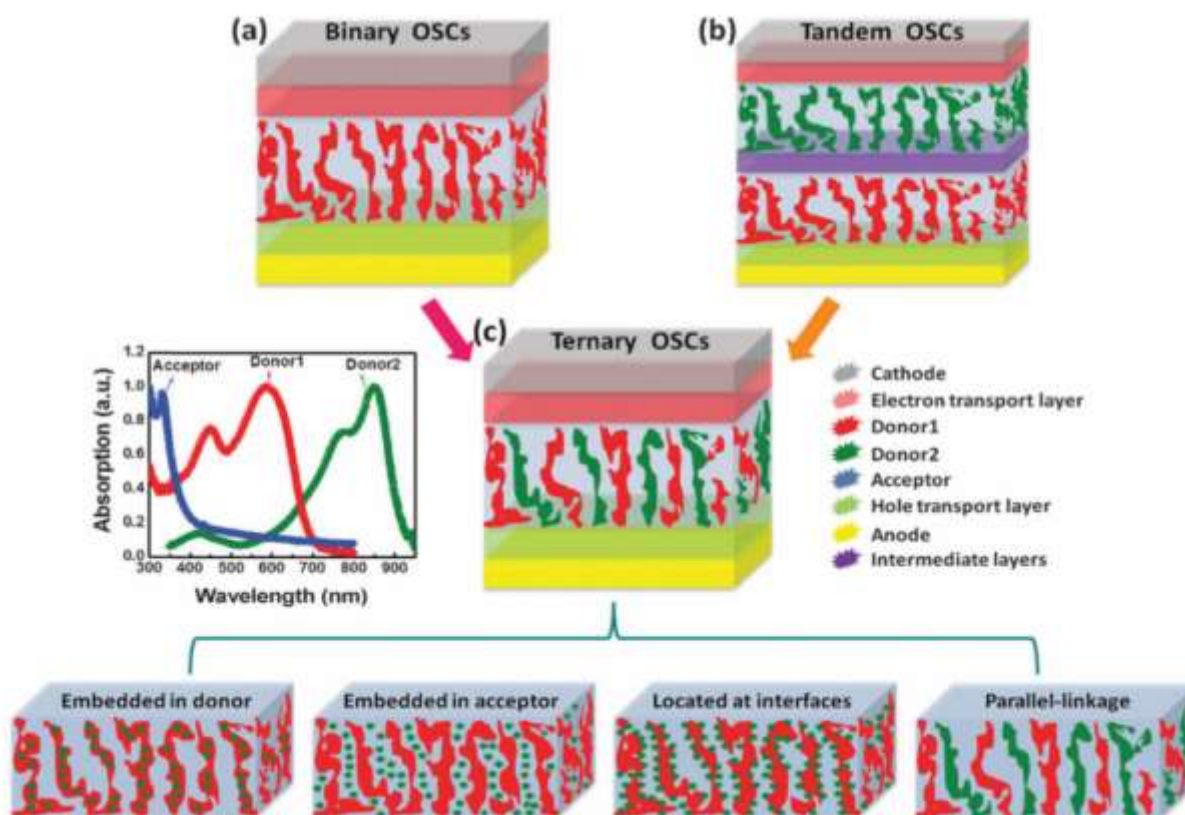 (a)
Binary OSCs
(b)
Tandem OSCs
(c)
Ternary OSCs
Acceptor
Donor1
Donor2
Absorption (a.u.)
1.2
1.0
0.8
0.6
0.4
0.2
0.0
300 400 500 600 700 800 900
Wavelength (nm)
Cathode
Electron transport layer
Donor1
Donor2
Acceptor
Hole transport layer
Anode
Intermediate layers
Embedded in donor
Embedded in acceptor
Located at interfaces
Parallel-linkage